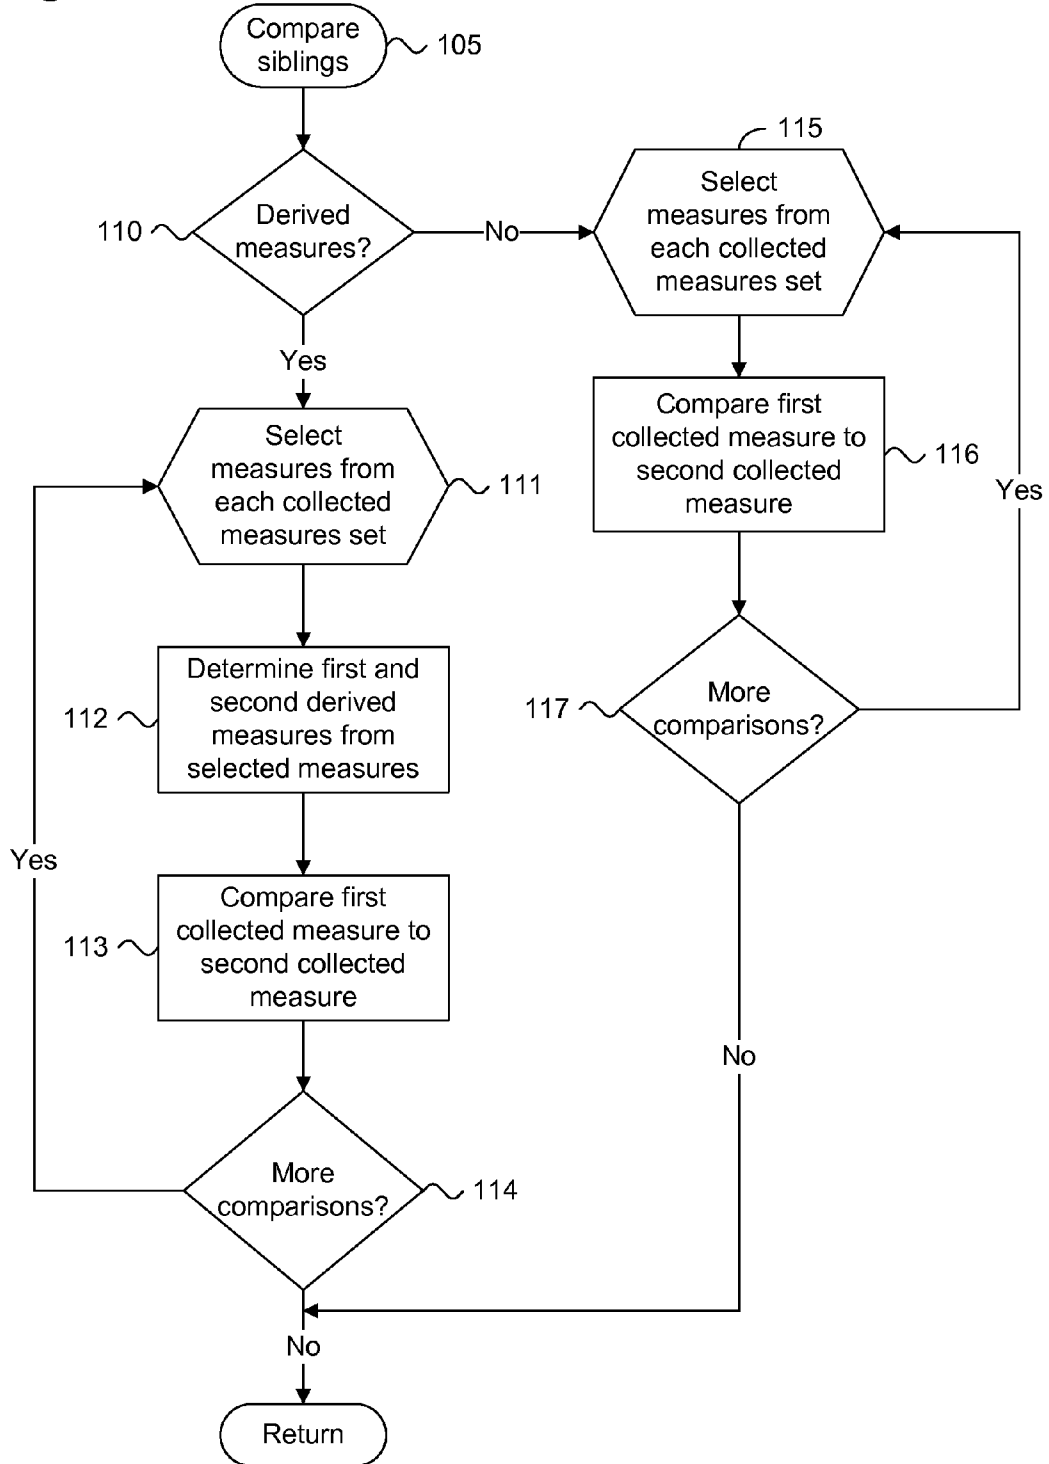 Compare
siblings
105
110
Derived
measures?
No
115
Select
measures from
each collected
measures set
Yes
Compare first
collected measure to
second collected
measure
116
Yes
Select
measures from
each collected
measures set
111
112
Determine first and
second derived
measures from
selected measures
117
More
comparisons?
Yes
113
Compare first
collected measure to
second collected
measure
No
More
comparisons?
114
No
Return